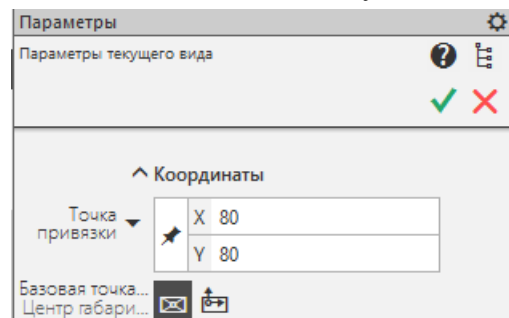 Параметры
Параметры текущего вида
Координаты
Точка
привязки
X 80
Y 80
Базовая точка...
Центр габари...